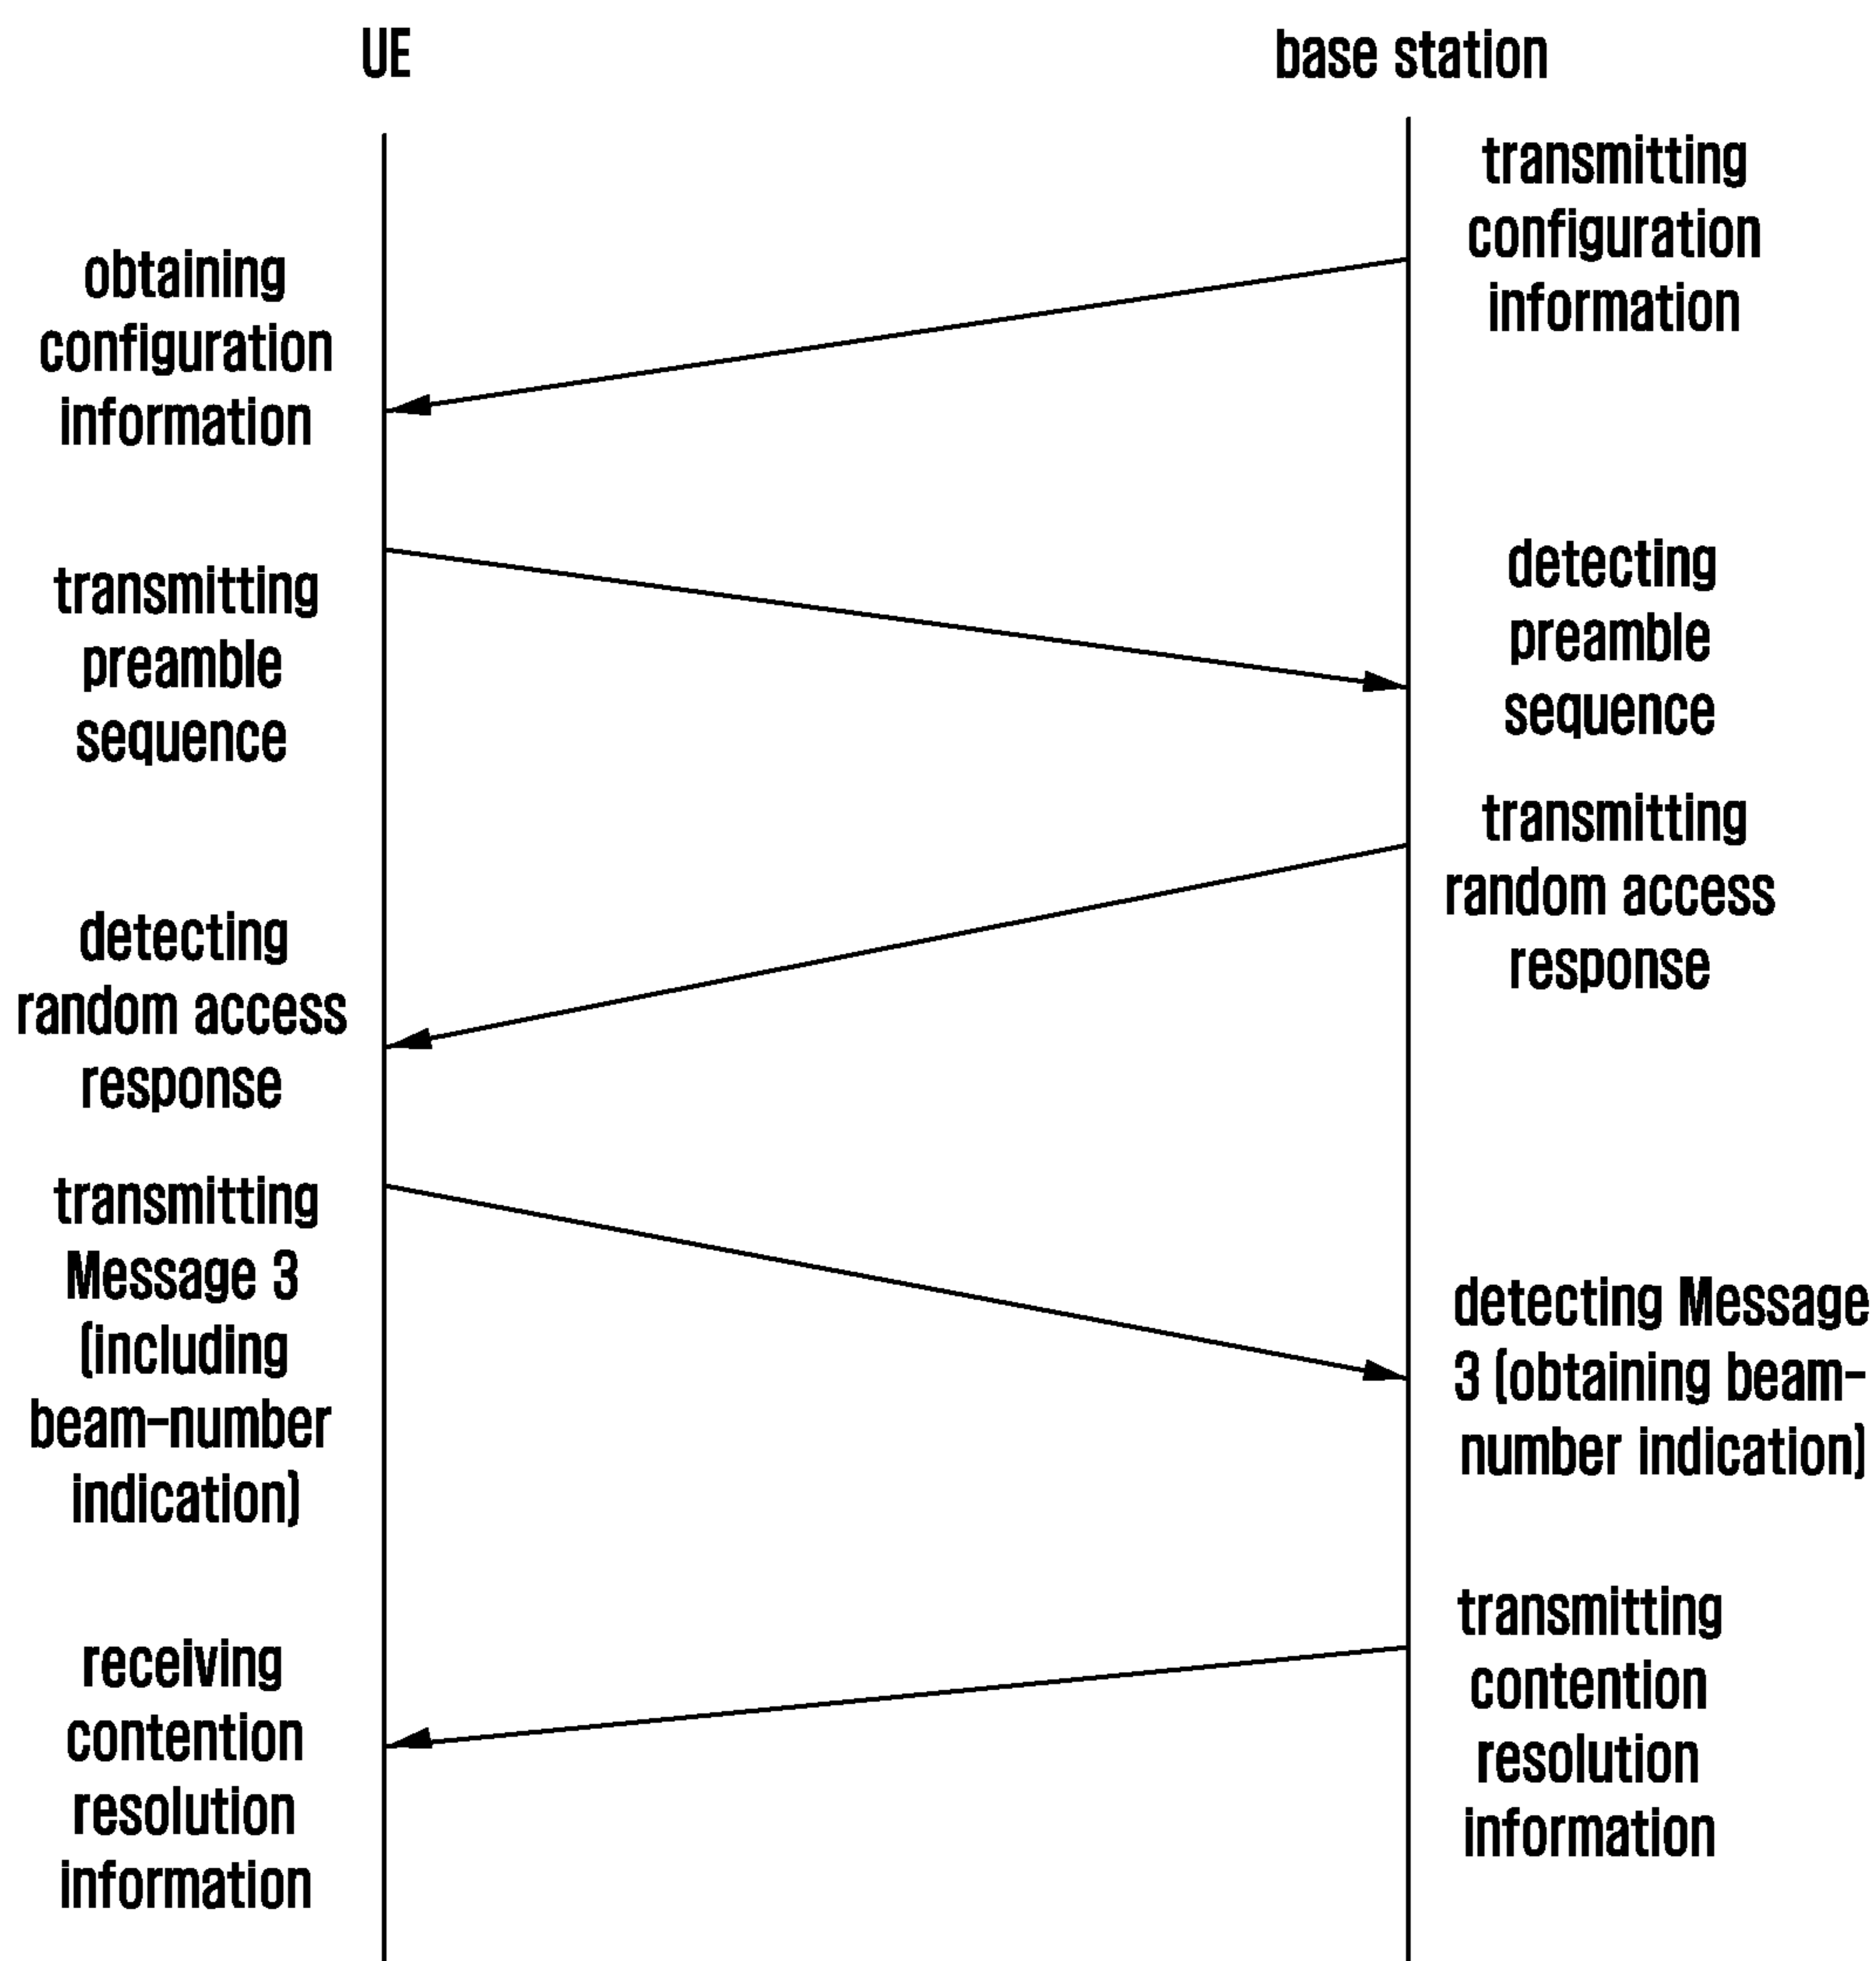 UE
base station
transmitting
configuration
information
obtaining
configuration
information
transmitting
preamble
sequence
detecting
preamble
sequence
transmitting
random access
response
detecting
random access
response
transmitting
Message 3
(including
beam-number
indication)
detecting Message
3 (obtaining beam-
number indication)
transmitting
contention
resolution
information
receiving
contention
resolution
information